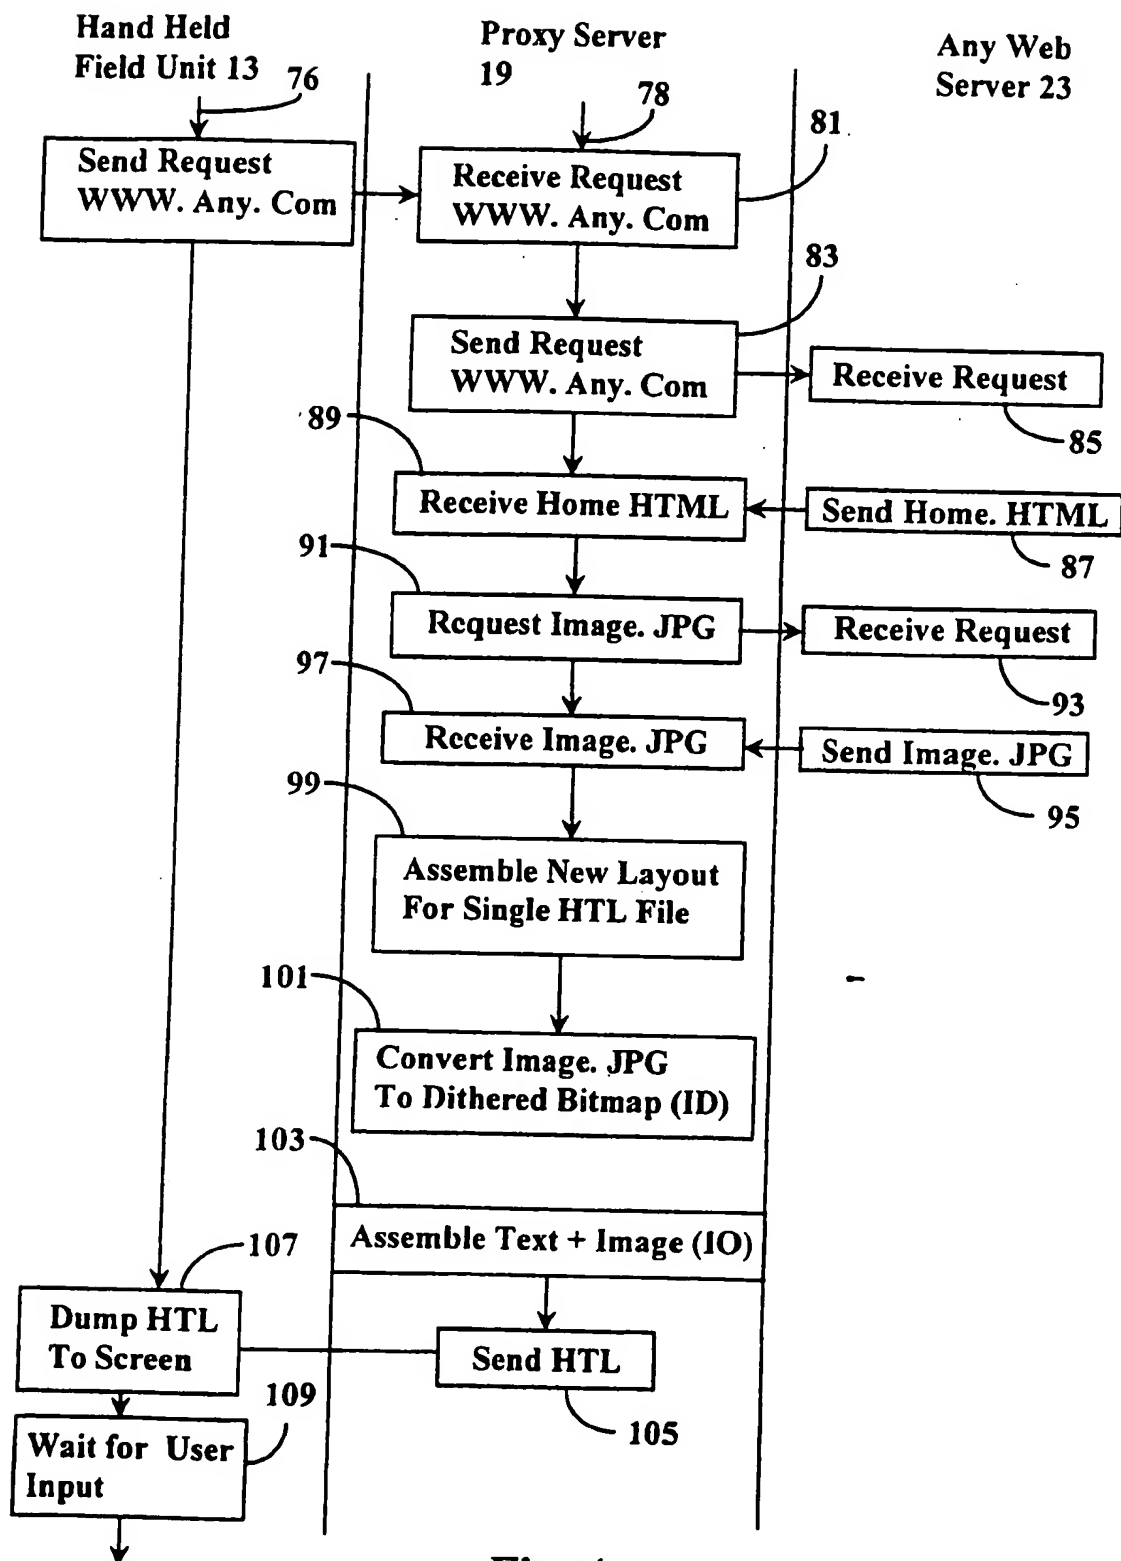 Hand Held
Field Unit 13
76
Proxy Server
19
78
Any Web
Server 23
81
Send Request
WWW. Any. Com
Receive Request
WWW. Any. Com
83
Send Request
WWW. Any. Com
Receive Request
85
89
Receive Home HTML
Send Home. HTML
87
91
Request Image. JPG
Receive Request
93
97
Receive Image. JPG
Send Image. JPG
95
99
Assemble New Layout
For Single HTL File
101
Convert Image. JPG
To Dithered Bitmap (ID)
103
Assemble Text + Image (IO)
107
Dump HTL
To Screen
Send HTL
105
109
Wait for User
Input